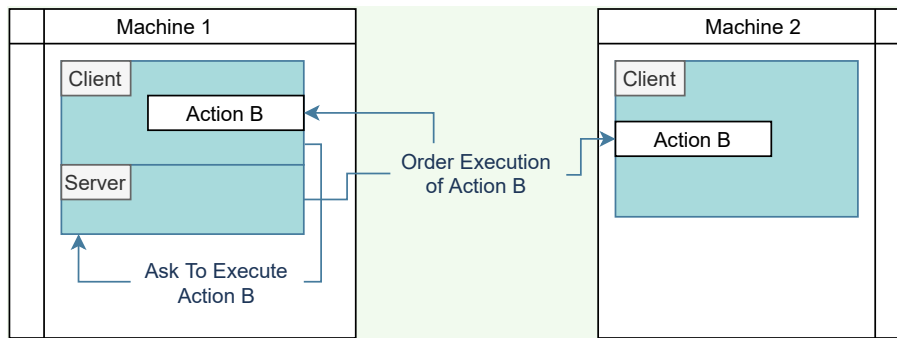 Machine 1
Machine 2
Client
Action B
Server
Ask To Execute
Action B
Order Execution
of Action B
Client
Action B